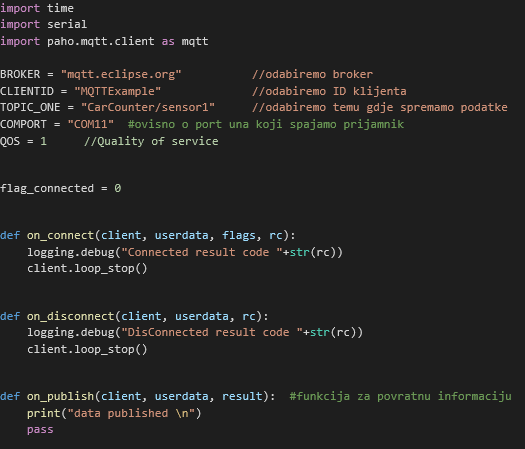 import time
import serial
import paho.mqtt.client as mqtt
BROKER = "mqtt.eclipse.org" //odabiremo broker
CLIENTID = "MQTTExample" //odabiremo ID klijenta
TOPIC_ONE = "CarCounter/sensor1" //odabiremo temu gdje spremamo podatke
COMPORT = "COM11" #ovisno o port una koji spajamo prijamnik
QOS = 1 //Quality of service
flag_connected = 0
def on_connect(client, userdata, flags, rc):
logging.debug("Connected result code "+str(rc))
client.loop_stop()
def on_disconnect(client, userdata, rc):
logging.debug("DisConnected result code "+str(rc))
client.loop_stop()
def on_publish(client, userdata, result): #funkcija za povratnu informaciju
print("data published \n")
pass